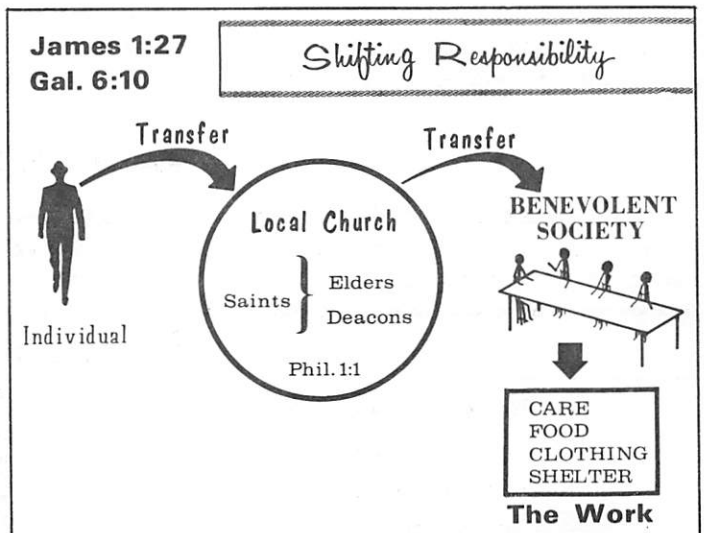 James 1:27
Gal. 6:10
Shifting Responsibility
Transfer
Transfer
Individual
Local Church
Saints } Elders
Deacons
Phil. 1:1
BENEVOLENT
SOCIETY
CARE
FOOD
CLOTHING
SHELTER
The Work